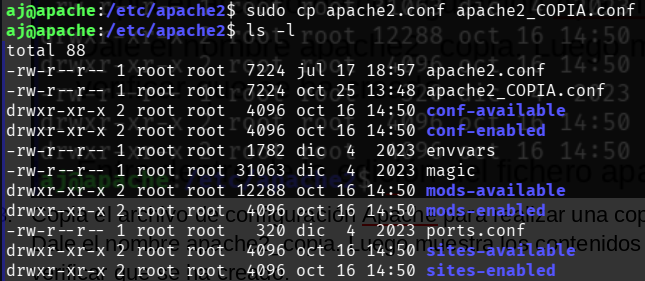 aj@apache:/etc/apache2$ sudo cp apache2.conf apache2_COPIA.conf
aj@apache:/etc/apache2$ ls -l
total 88
-rw-r--r-- 1 root root  7224 jul 17 18:57 apache2.conf
-rw-r--r-- 1 root root  7224 oct 25 13:48 apache2_COPIA.conf
drwxr-xr-x 2 root root  4096 oct 16 14:50 conf-available
drwxr-xr-x 2 root root  4096 oct 16 14:50 conf-enabled
-rw-r--r-- 1 root root  1782 dic  4  2023 envvars
-rw-r--r-- 1 root root 31063 dic  4  2023 magic
drwxr-xr-x 2 root root 12288 oct 16 14:50 mods-available
drwxr-xr-x 2 root root  4096 oct 16 14:50 mods-enabled
-rw-r--r-- 1 root root   320 dic  4  2023 ports.conf
drwxr-xr-x 2 root root  4096 oct 16 14:50 sites-available
drwxr-xr-x 2 root root  4096 oct 16 14:50 sites-enabled